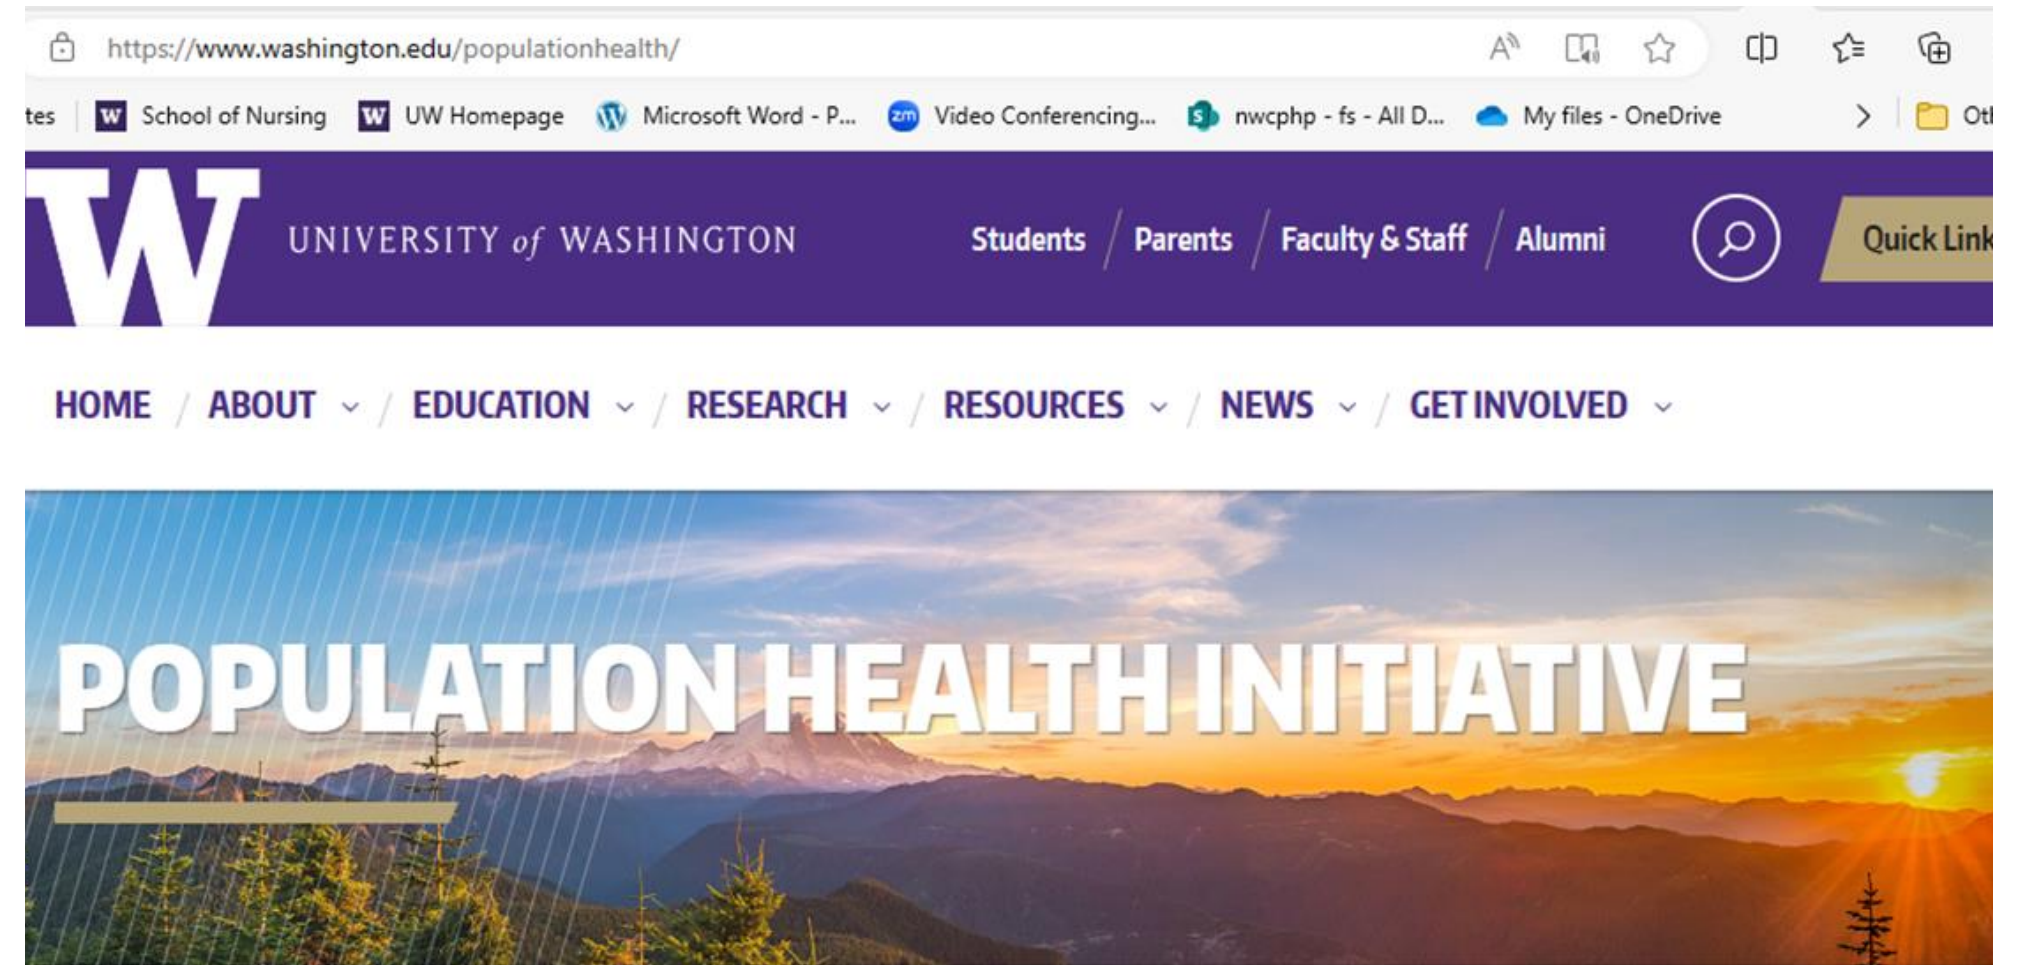 https://www.washington.edu/populationhealth/
tes W School of Nursing W UW Homepage Microsoft Word - P... zm Video Conferencing... S nwcphp - fs - All D... My files - OneDrive Oth
W UNIVERSITY of WASHINGTON Students / Parents / Faculty & Staff / Alumni Quick Link
HOME / ABOUT / EDUCATION / RESEARCH / RESOURCES / NEWS / GET INVOLVED
POPULATION HEALTH INITIATIVE